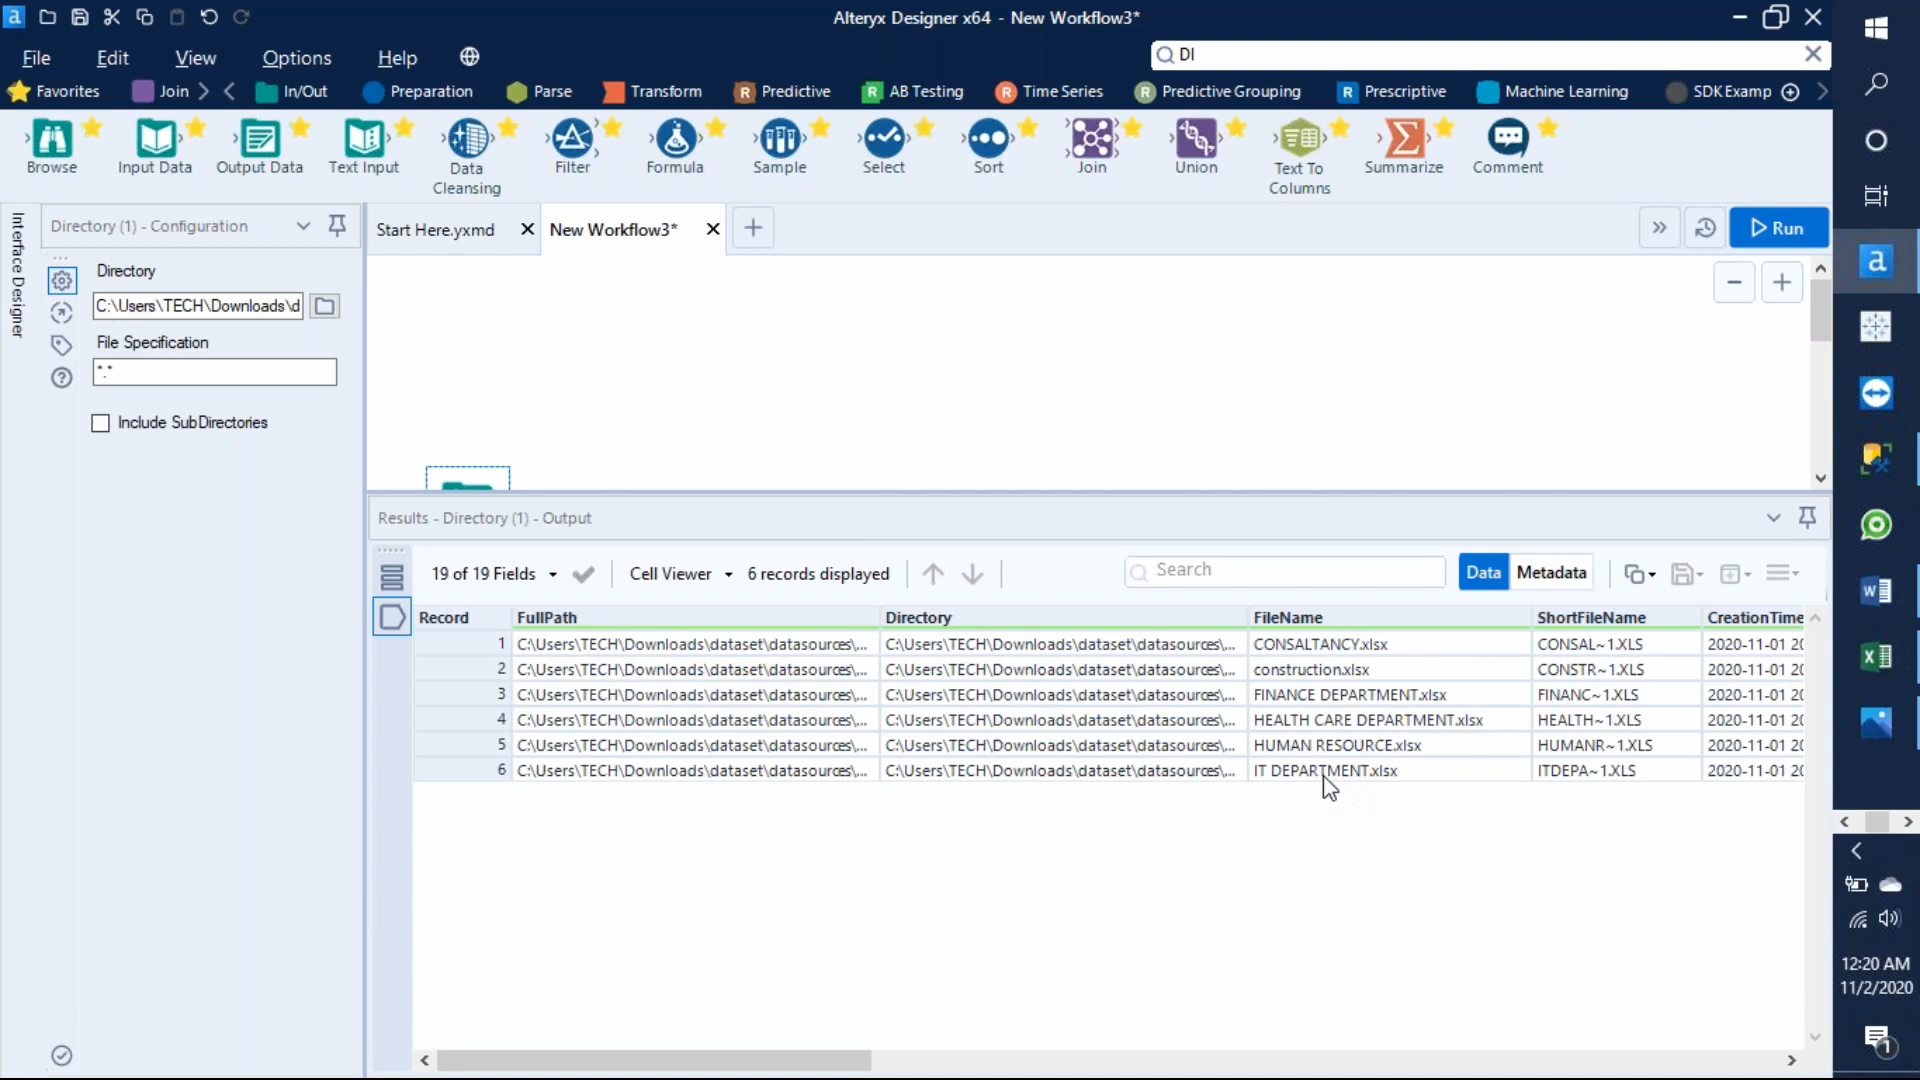 Alteryx Designer x64 - New Workflow3*
File Edit View Options Help
DI
Favorites Join In/Out Preparation Parse Transform Predictive AB Testing Time Series Predictive Grouping Prescriptive Machine Learning SDK Examp
Browse Input Data Output Data Text Input Data Cleansing Filter Formula Sample Select Sort Join Union Text To Columns Summarize Comment
Interface Designer
Directory (1) - Configuration
Directory
C:\Users\TECH\Downloads\d
File Specification
*.*
Include SubDirectories
Start Here.yxmd New Workflow3*
Run
Results - Directory (1) - Output
19 of 19 Fields Cell Viewer 6 records displayed Search Data Metadata
Record FullPath Directory FileName ShortFileName CreationTime
1 C:\Users\TECH\Downloads\dataset\datasources\... C:\Users\TECH\Downloads\dataset\datasources\... CONSALTANCY.xlsx CONSAL~1.XLS 2020-11-01 20
2 C:\Users\TECH\Downloads\dataset\datasources\... C:\Users\TECH\Downloads\dataset\datasources\... construction.xlsx CONSTR~1.XLS 2020-11-01 20
3 C:\Users\TECH\Downloads\dataset\datasources\... C:\Users\TECH\Downloads\dataset\datasources\... FINANCE DEPARTMENT.xlsx FINANC~1.XLS 2020-11-01 20
4 C:\Users\TECH\Downloads\dataset\datasources\... C:\Users\TECH\Downloads\dataset\datasources\... HEALTH CARE DEPARTMENT.xlsx HEALTH~1.XLS 2020-11-01 20
5 C:\Users\TECH\Downloads\dataset\datasources\... C:\Users\TECH\Downloads\dataset\datasources\... HUMAN RESOURCE.xlsx HUMANR~1.XLS 2020-11-01 20
6 C:\Users\TECH\Downloads\dataset\datasources\... C:\Users\TECH\Downloads\dataset\datasources\... IT DEPARTMENT.xlsx ITDEPA~1.XLS 2020-11-01 20
12:20 AM
11/2/2020
1